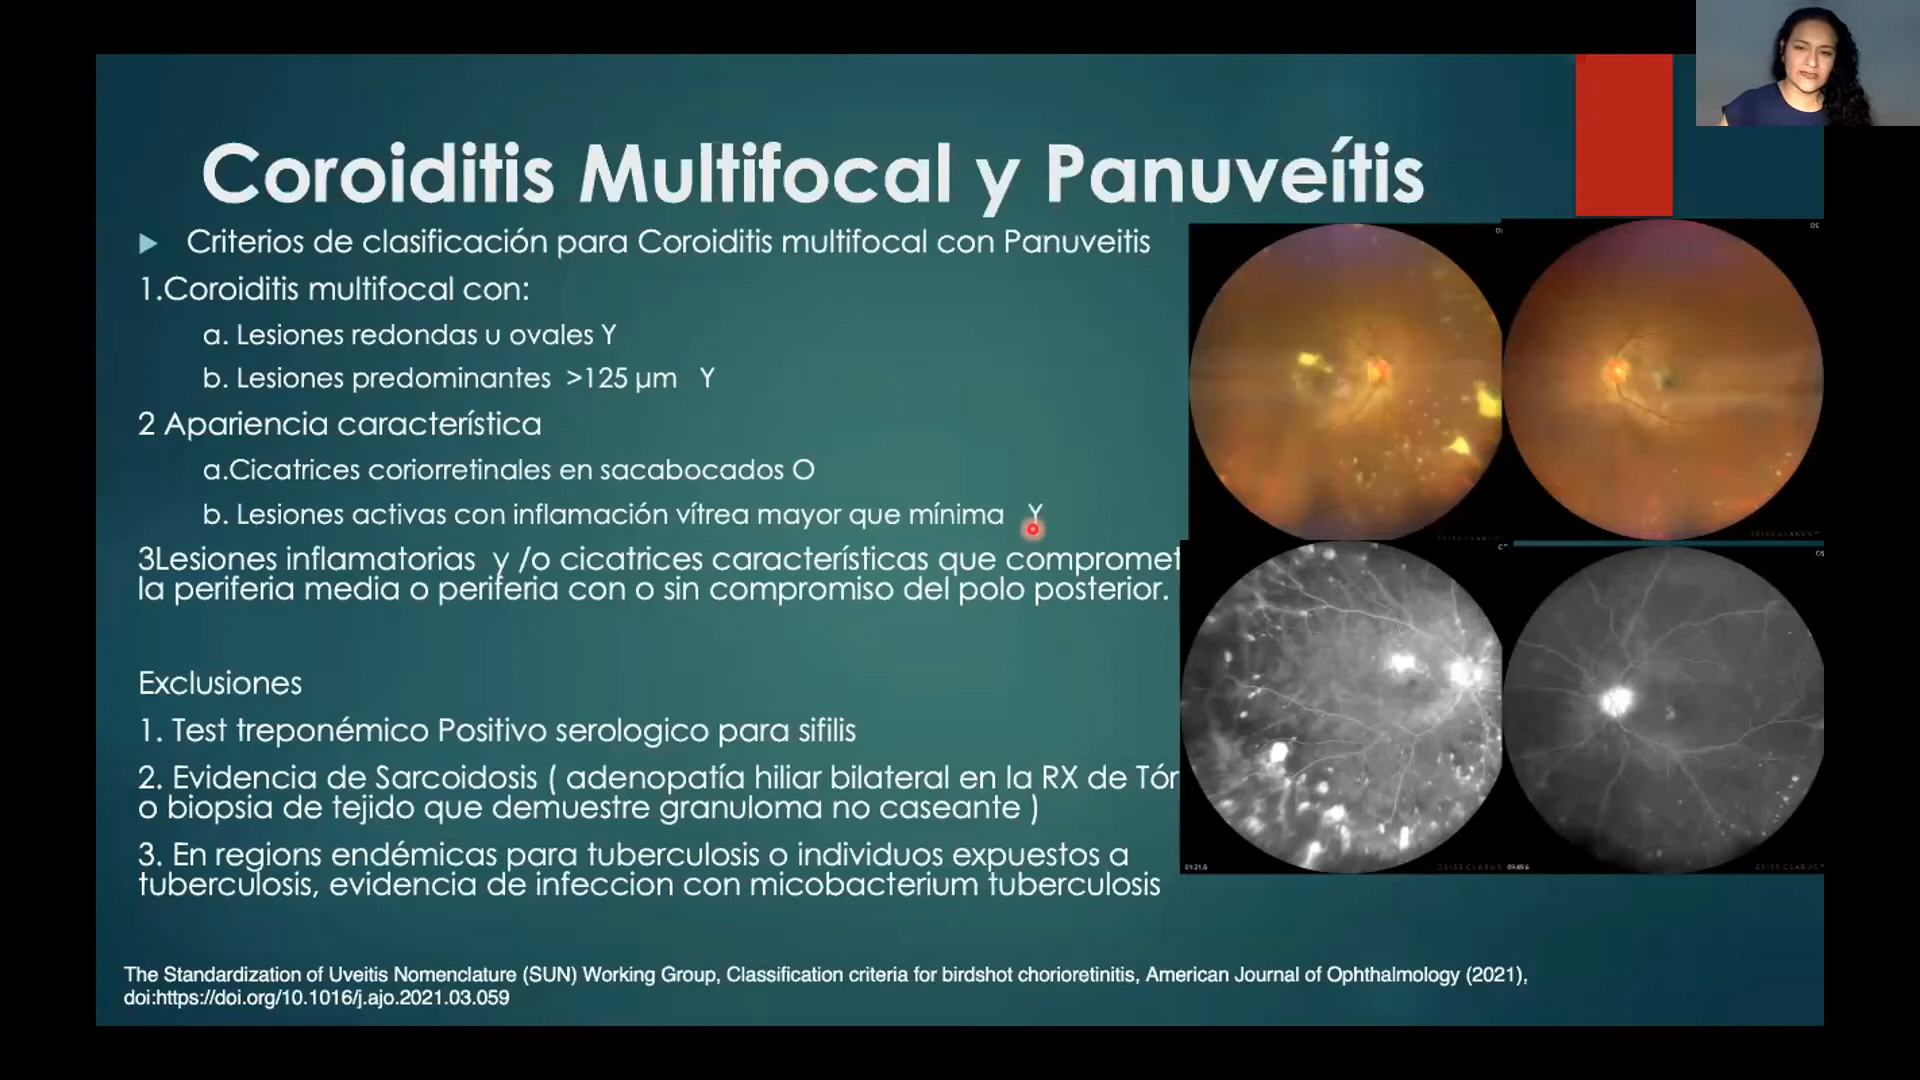 Coroiditis Multifocal y Panuveítis
Criterios de clasificación para Coroiditis multifocal con Panuveitis
1.Coroiditis multifocal con:
a. Lesiones redondas u ovales Y
b. Lesiones predominantes >125 µm Y
2 Apariencia característica
a.Cicatrices coriorretinales en sacabocados O
b. Lesiones activas con inflamación vítrea mayor que mínima Y
3Lesiones inflamatorias y /o cicatrices características que compromet
la periferia media o periferia con o sin compromiso del polo posterior.
Exclusiones
1. Test treponémico Positivo serologico para sifilis
2. Evidencia de Sarcoidosis ( adenopatía hiliar bilateral en la RX de Tór
o biopsia de tejido que demuestre granuloma no caseante )
3. En regions endémicas para tuberculosis o individuos expuestos a
tuberculosis, evidencia de infeccion con micobacterium tuberculosis
The Standardization of Uveitis Nomenclature (SUN) Working Group, Classification criteria for birdshot chorioretinitis, American Journal of Ophthalmology (2021),
doi:https://doi.org/10.1016/j.ajo.2021.03.059